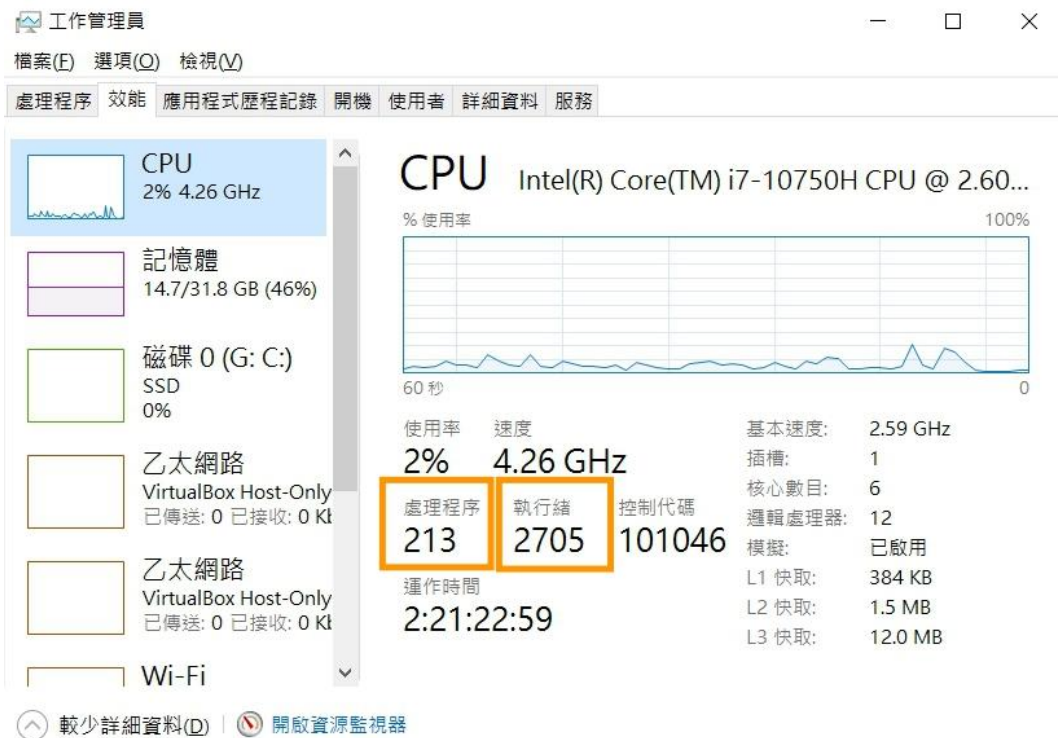 工作管理員
檔案(F) 選項(O) 檢視(V)
處理程序 效能 應用程式歷程記錄 開機 使用者 詳細資料 服務
CPU
2% 4.26 GHz
記憶體
14.7/31.8 GB (46%)
磁碟 0 (G: C:)
SSD
0%
乙太網路
VirtualBox Host-Only
已傳送: 0 已接收: 0 Kb
乙太網路
VirtualBox Host-Only
已傳送: 0 已接收: 0 Kb
Wi-Fi
CPU Intel(R) Core(TM) i7-10750H CPU @ 2.60...
% 使用率 100%
60 秒 0
使用率 速度
2% 4.26 GHz
處理程序 執行緒 控制代碼
213 2705 101046
運作時間
2:21:22:59
基本速度: 2.59 GHz
插槽: 1
核心數目: 6
邏輯處理器: 12
模擬: 已啟用
L1 快取: 384 KB
L2 快取: 1.5 MB
L3 快取: 12.0 MB
較少詳細資料(D) 開啟資源監視器